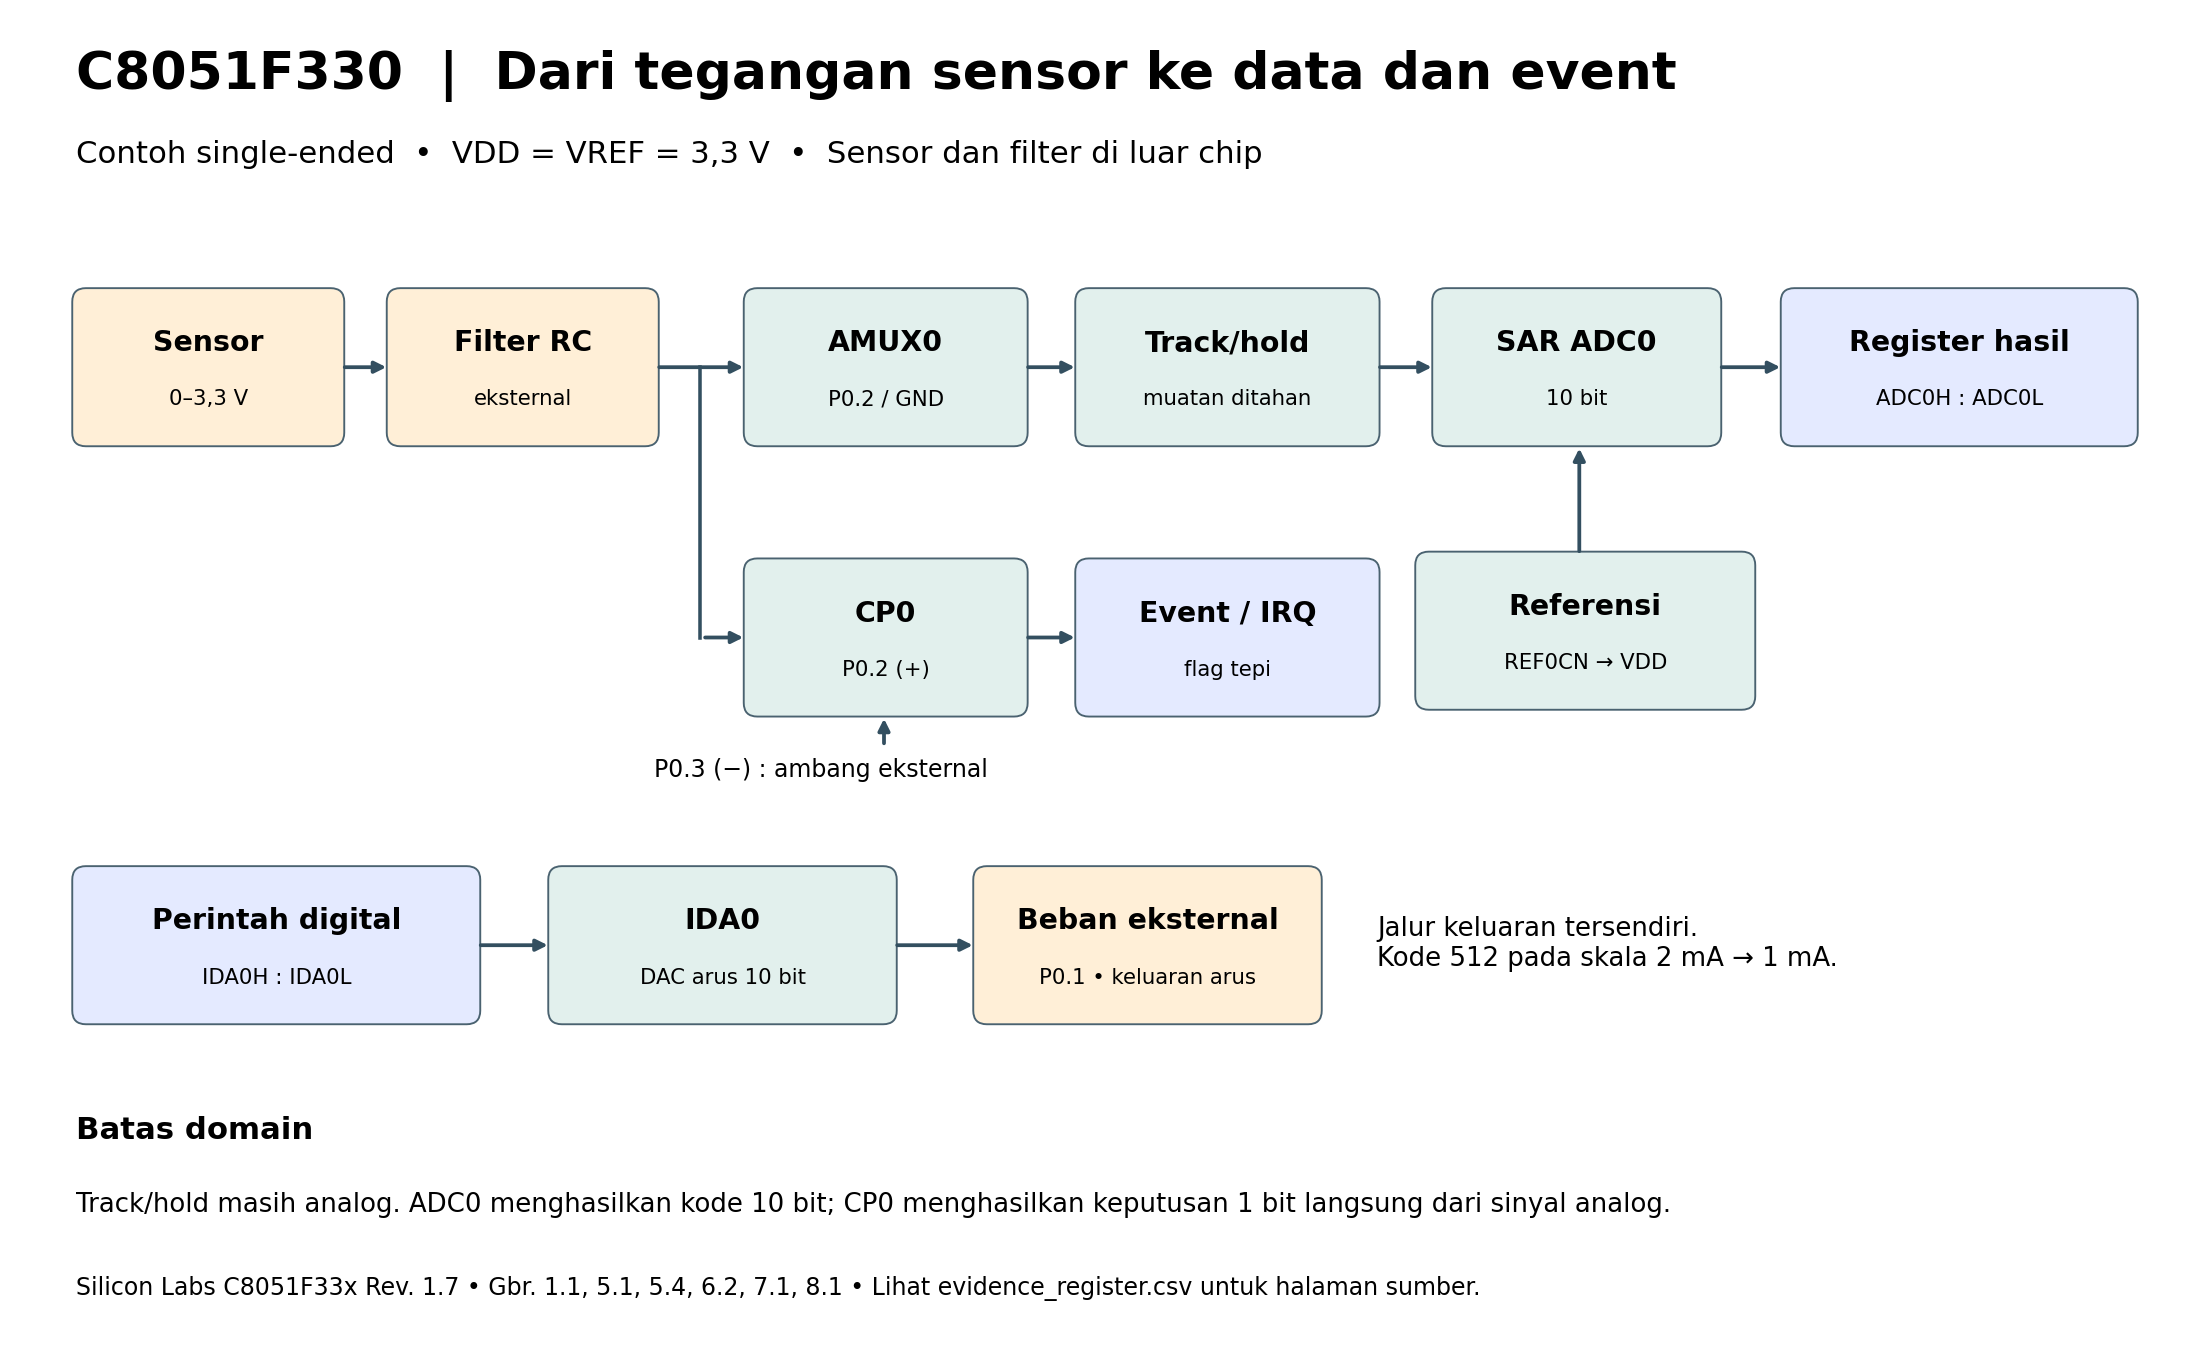 C8051F330 | Dari tegangan sensor ke data dan event
Contoh single-ended • VDD = VREF = 3,3 V • Sensor dan filter di luar chip
Sensor
0–3,3 V
Filter RC
eksternal
AMUX0
P0.2 / GND
Track/hold
muatan ditahan
SAR ADC0
10 bit
Register hasil
ADC0H : ADC0L
CP0
P0.2 (+)
Event / IRQ
flag tepi
Referensi
REF0CN → VDD
P0.3 (−) : ambang eksternal
Perintah digital
IDA0H : IDA0L
IDA0
DAC arus 10 bit
Beban eksternal
P0.1 • keluaran arus
Jalur keluaran tersendiri.
Kode 512 pada skala 2 mA → 1 mA.
Batas domain
Track/hold masih analog. ADC0 menghasilkan kode 10 bit; CP0 menghasilkan keputusan 1 bit langsung dari sinyal analog.
Silicon Labs C8051F33x Rev. 1.7 • Gbr. 1.1, 5.1, 5.4, 6.2, 7.1, 8.1 • Lihat evidence_register.csv untuk halaman sumber.